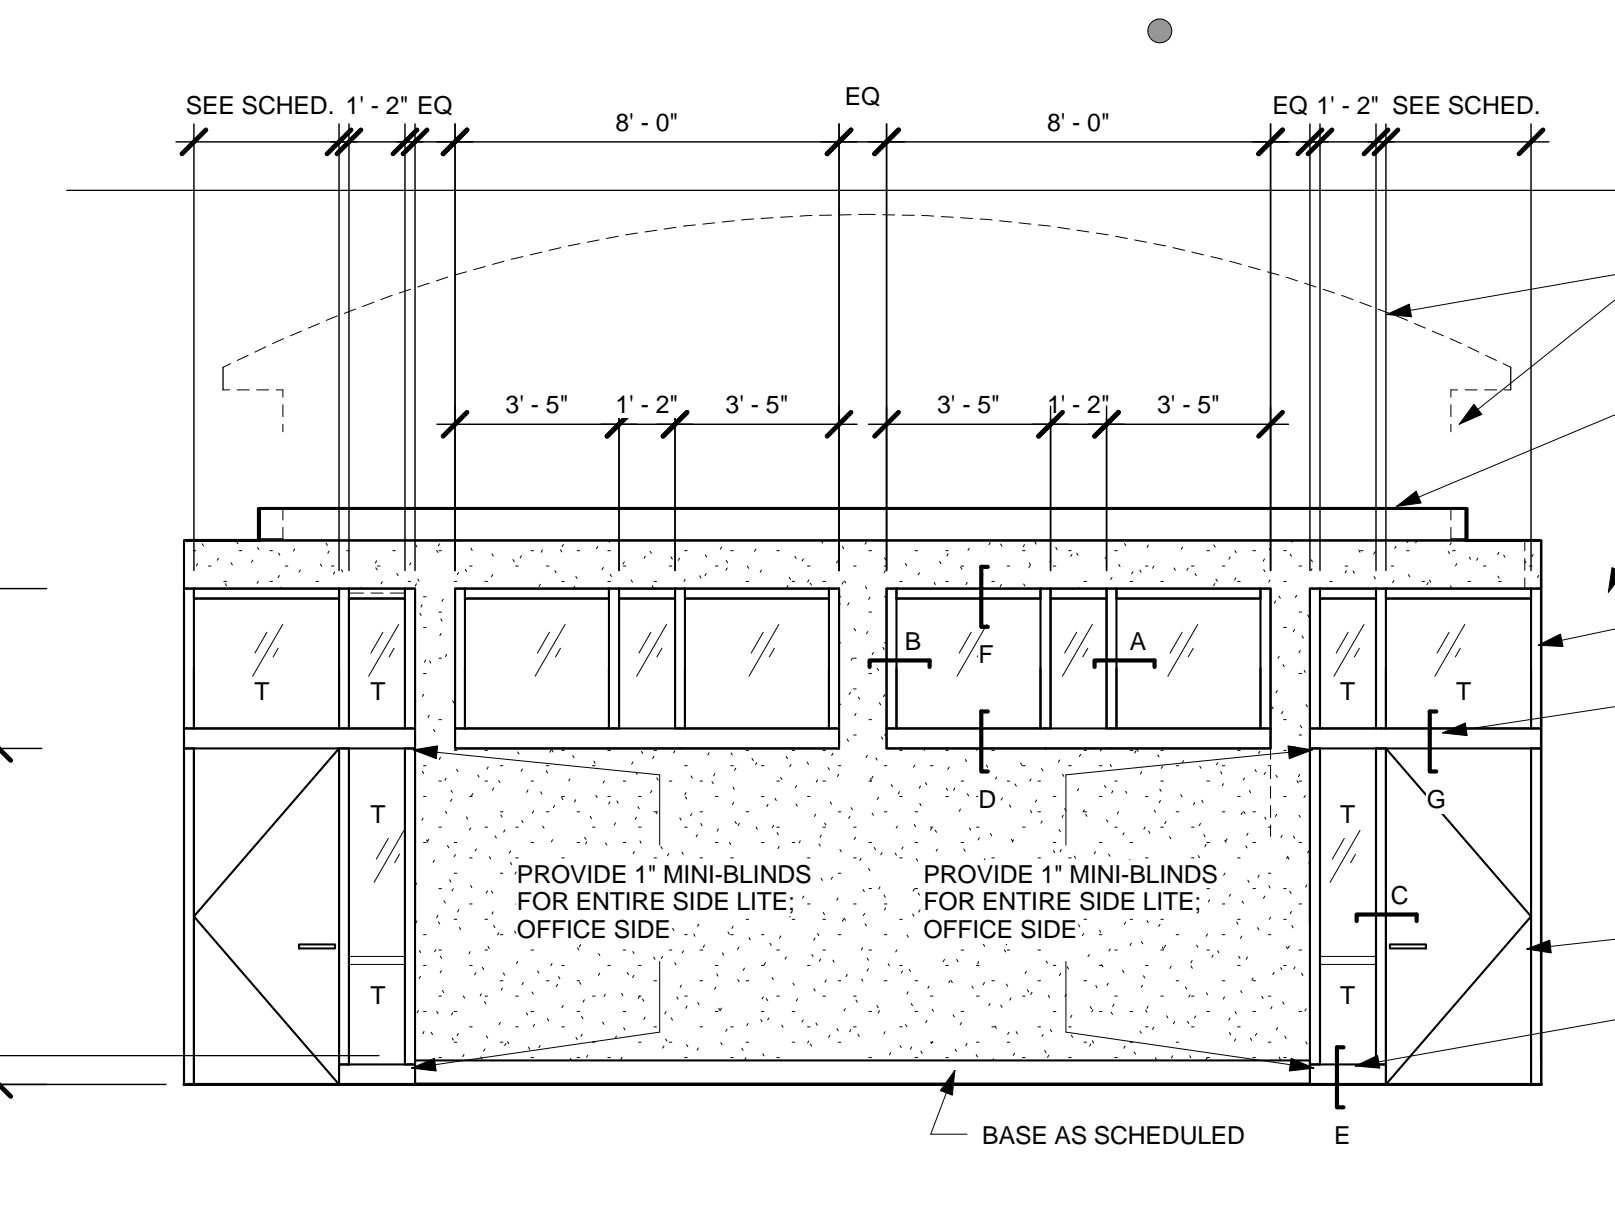 EQ
SEE SCHED. 1' - 2" EQ
8' - 0"
8' - 0"
EQ 1' - 2" SEE SCHED.
3' - 5" 1' - 2" 3' - 5"
3' - 5" 1' - 2" 3' - 5"
B
F
A
T T
T T
D
G
T
T
PROVIDE 1" MINI-BLINDS
FOR ENTIRE SIDE LITE;
OFFICE SIDE
PROVIDE 1" MINI-BLINDS
FOR ENTIRE SIDE LITE;
OFFICE SIDE
C
T
T
BASE AS SCHEDULED
E